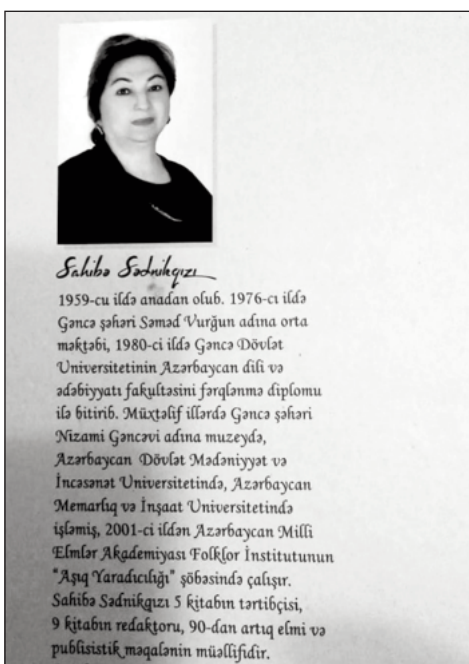 Sahibə Sədnikqızı
1959-cu ildə anadan olub. 1976-cı ildə
Gəncə şəhəri Səməd Vurğun adına orta
məktəbi, 1980-ci ildə Gəncə Dövlət
Universitetinin Azərbaycan dili və
ədəbiyyatı fakultəsini fərqlənmə diplomu
ilə bitirib. Müxtəlif illərdə Gəncə şəhəri
Nizami Gəncəvi adına muzeydə,
Azərbaycan Dövlət Mədəniyyət və
İncəsənət Universitetində, Azərbaycan
Memarlıq və İnşaat Universitetində
işləmiş, 2001-ci ildən Azərbaycan Milli
Elmlər Akademiyası Folklor İnstitutunun
"Aşıq Yaradıcılığı" şöbəsində çalışır.
Sahibə Sədnikqızı 5 kitabın tərtibçisi,
9 kitabın redaktoru, 90-dan artıq elmi və
publisistik məqalənin müəllifidir.